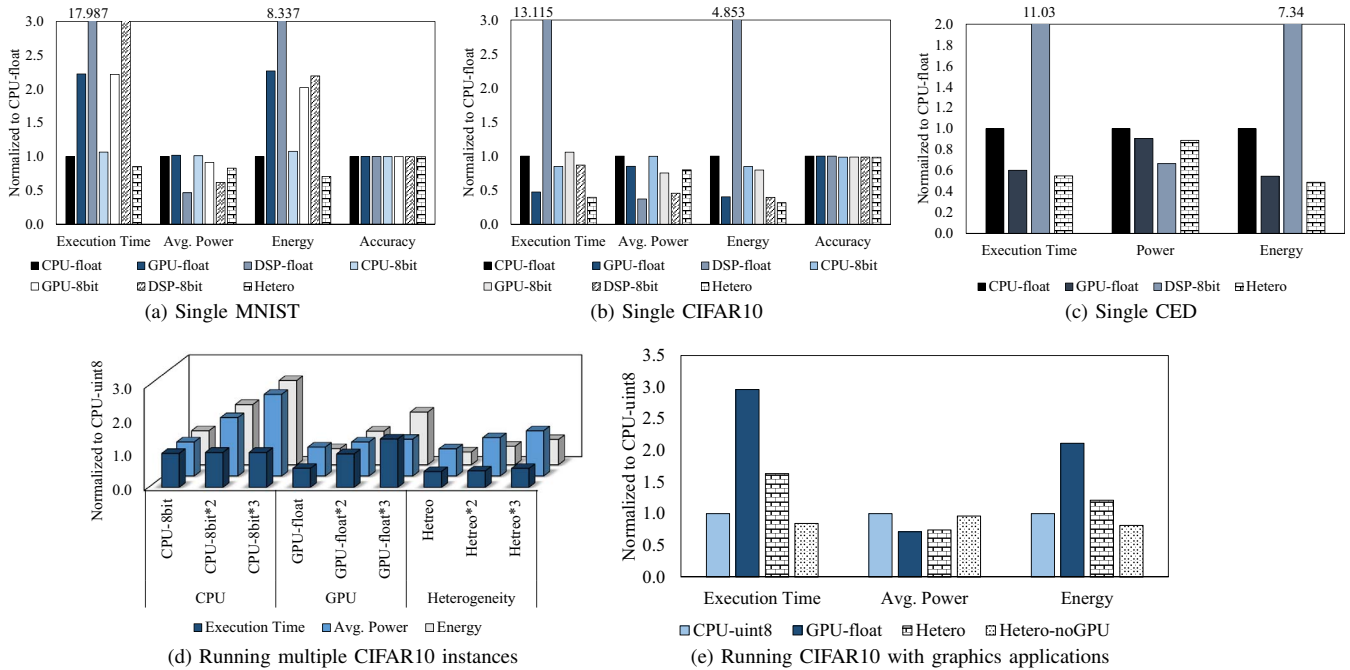 17.987
8.337
Normalized to CPU-float
3.0
2.5
2.0
1.5
1.0
0.5
0.0
Execution Time Avg. Power Energy Accuracy
CPU-float GPU-float DSP-float CPU-8bit
GPU-8bit DSP-8bit Hetero
(a) Single MNIST
13.115
4.853
Normalized to CPU-float
3.0
2.5
2.0
1.5
1.0
0.5
0.0
Execution Time Avg. Power Energy Accuracy
CPU-float GPU-float DSP-float CPU-8bit
GPU-8bit DSP-8bit Hetero
(b) Single CIFAR10
11.03
7.34
Normailzed to CPU-float
2.0
1.8
1.6
1.4
1.2
1.0
0.8
0.6
0.4
0.2
0.0
Execution Time Power Energy
CPU-float GPU-float DSP-8bit Hetero
(c) Single CED
Normalized to CPU-uint8
3.0
2.0
1.0
0.0
CPU-8bit
CPU-8bit*2
CPU-8bit*3
GPU-float
GPU-float*2
GPU-float*3
Hetreo
Hetreo*2
Hetreo*3
CPU GPU Heterogeneity
Execution Time Avg. Power Energy
(d) Running multiple CIFAR10 instances
Normalized to CPU-uint8
3.5
3.0
2.5
2.0
1.5
1.0
0.5
0.0
Execution Time Avg. Power Energy
CPU-uint8 GPU-float Hetero Hetero-noGPU
(e) Running CIFAR10 with graphics applications